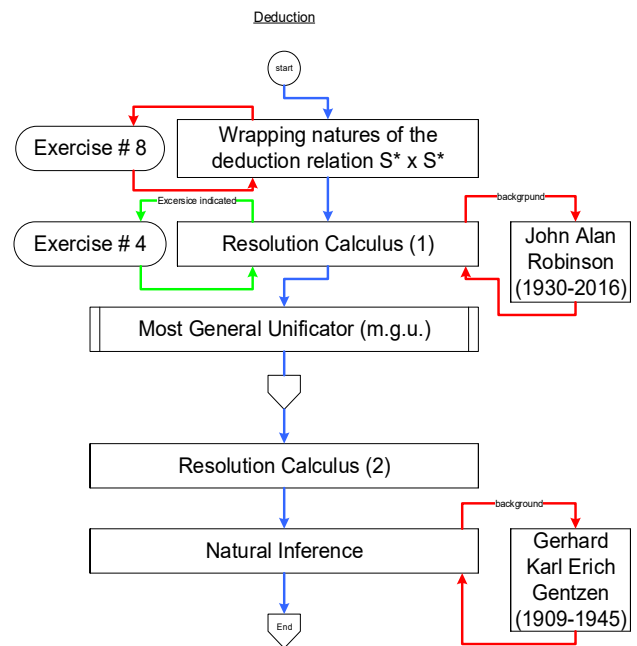 Deduction
start
Wrapping natures of the
deduction relation S* x S*
Exercise # 8
Excersice indicated
backgrpund
Exercise # 4
Resolution Calculus (1)
John Alan
Robinson
(1930-2016)
Most General Unificator (m.g.u.)
Resolution Calculus (2)
background
Natural Inference
Gerhard
Karl Erich
Gentzen
(1909-1945)
End